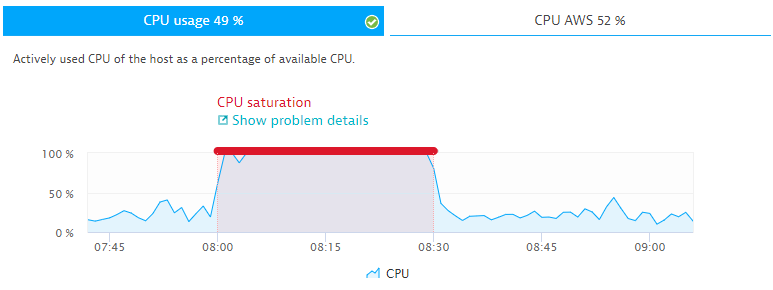 CPU usage 49 %
CPU AWS 52 %
Actively used CPU of the host as a percentage of available CPU.
CPU saturation
Show problem details
100 %
50 %
0 %
07:45 08:00 08:15 08:30 08:45 09:00
CPU